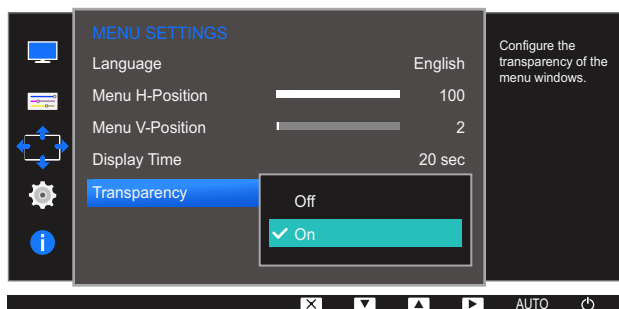 MENU SETTINGS
Language English
Menu H-Position 100
Menu V-Position 2
Display Time 20 sec
Transparency
Off
On
Configure the
transparency of the
menu windows.
AUTO